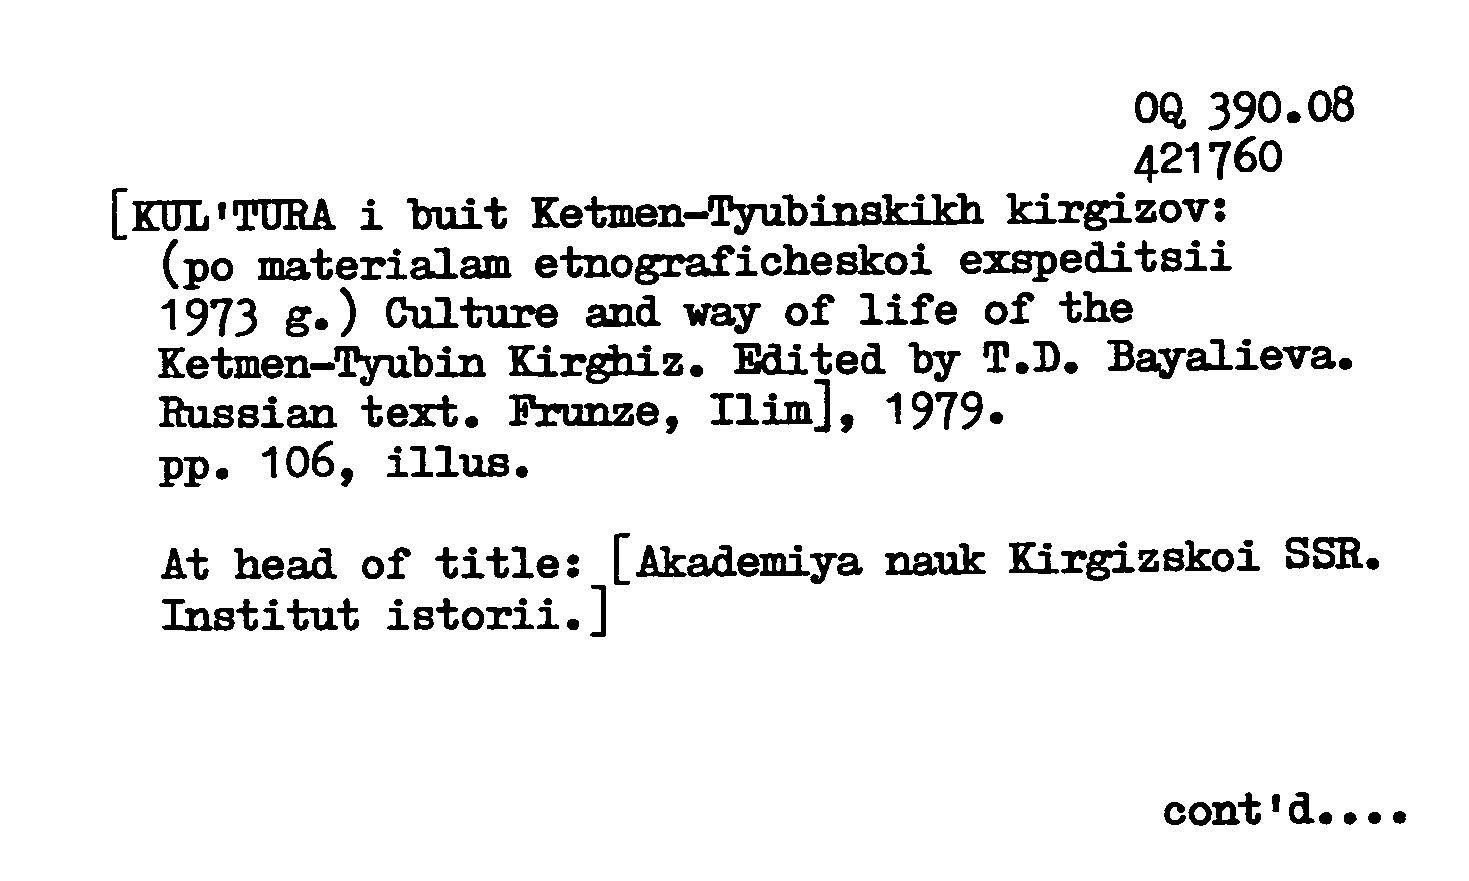 OQ 390.08
421760
[KUL'TURA i buit Ketmen-Tyubinskikh kirgizov:
(po materialam etnograficheskoi exspeditsii
1973 g.) Culture and way of life of the
Ketmen-Tyubin Kirghiz. Edited by T.D. Bayalieva.
Russian text. Frunze, Ilim], 1979.
pp. 106, illus.
At head of title: [Akademiya nauk Kirgizskoi SSR.
Institut istorii.]
cont'd....